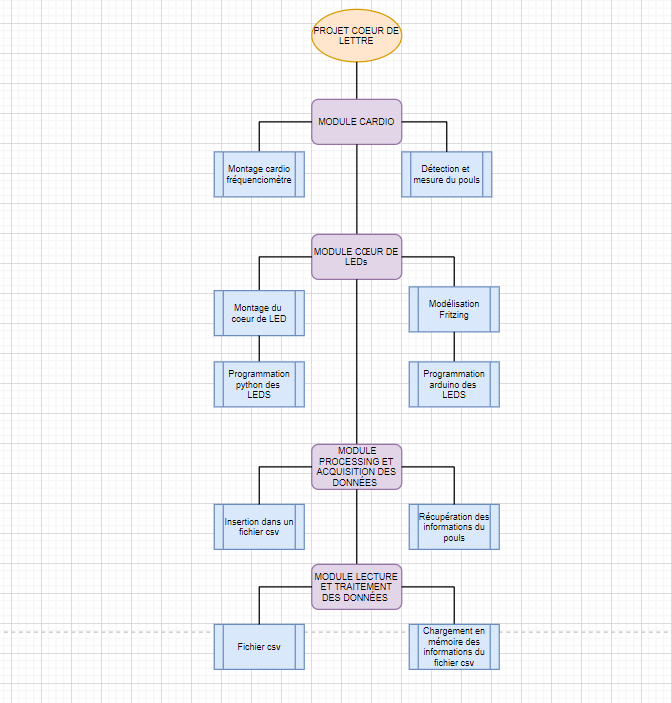 PROJET COEUR DE
LETTRE
MODULE CARDIO
Montage cardio
fréquenciomètre
Détection et
mesure du pouls
MODULE CŒUR DE
LEDs
Montage du
coeur de LED
Modélisation
Fritzing
Programmation
python des
LEDS
Programmation
arduino des
LEDS
MODULE
PROCESSING ET
ACQUISITION DES
DONNÉES
Insertion dans un
fichier csv
Récupération des
informations du
pouls
MODULE LECTURE
ET TRAITEMENT
DES DONNÉES
Fichier csv
Chargement en
mémoire des
informations du
fichier csv